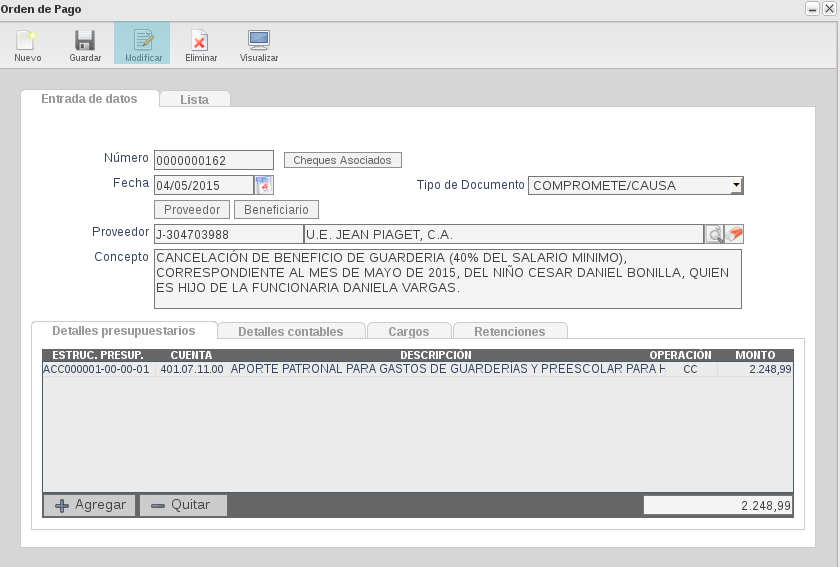 Orden de Pago
Nuevo Guardar Modificar Eliminar Visualizar
Entrada de datos Lista
Número 0000000162 Cheques Asociados
Fecha 04/05/2015 Tipo de Documento COMPROMETE/CAUSA
Proveedor Beneficiario
Proveedor J-304703988 U.E. JEAN PIAGET, C.A.
Concepto CANCELACIÓN DE BENEFICIO DE GUARDERIA (40% DEL SALARIO MINIMO),
CORRESPONDIENTE AL MES DE MAYO DE 2015, DEL NIÑO CESAR DANIEL BONILLA, QUIEN
ES HIJO DE LA FUNCIONARIA DANIELA VARGAS.
Detalles presupuestarios Detalles contables Cargos Retenciones
ESTRUC. PRESUP. CUENTA DESCRIPCIÓN OPERACIÓN MONTO
ACC000001-00-00-01 401.07.11.00 APORTE PATRONAL PARA GASTOS DE GUARDERÍAS Y PREESCOLAR PARA H CC 2.248,99
Agregar Quitar 2.248,99